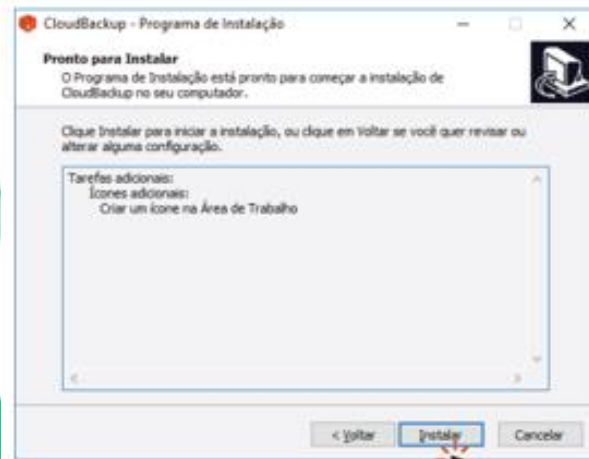 CloudBackup - Programa de Instalação
Pronto para Instalar
O Programa de Instalação está pronto para começar a instalação de
CloudBackup no seu computador.
Clique Instalar para iniciar a instalação, ou clique em Voltar se você quer revisar ou
alterar alguma configuração.
Tarefas adicionais:
Ícones adicionais:
Criar um ícone na Área de Trabalho
< Voltar
Instalar
Cancelar